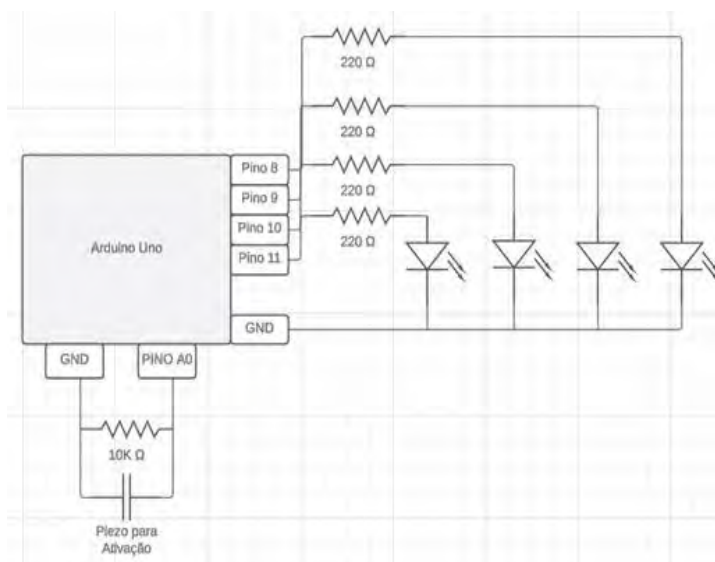 220 Ω
220 Ω
220 Ω
220 Ω
Pino 8
Pino 9
Pino 10
Pino 11
Arduino Uno
GND
GND
PINO A0
10K Ω
Piezo para
Ativação